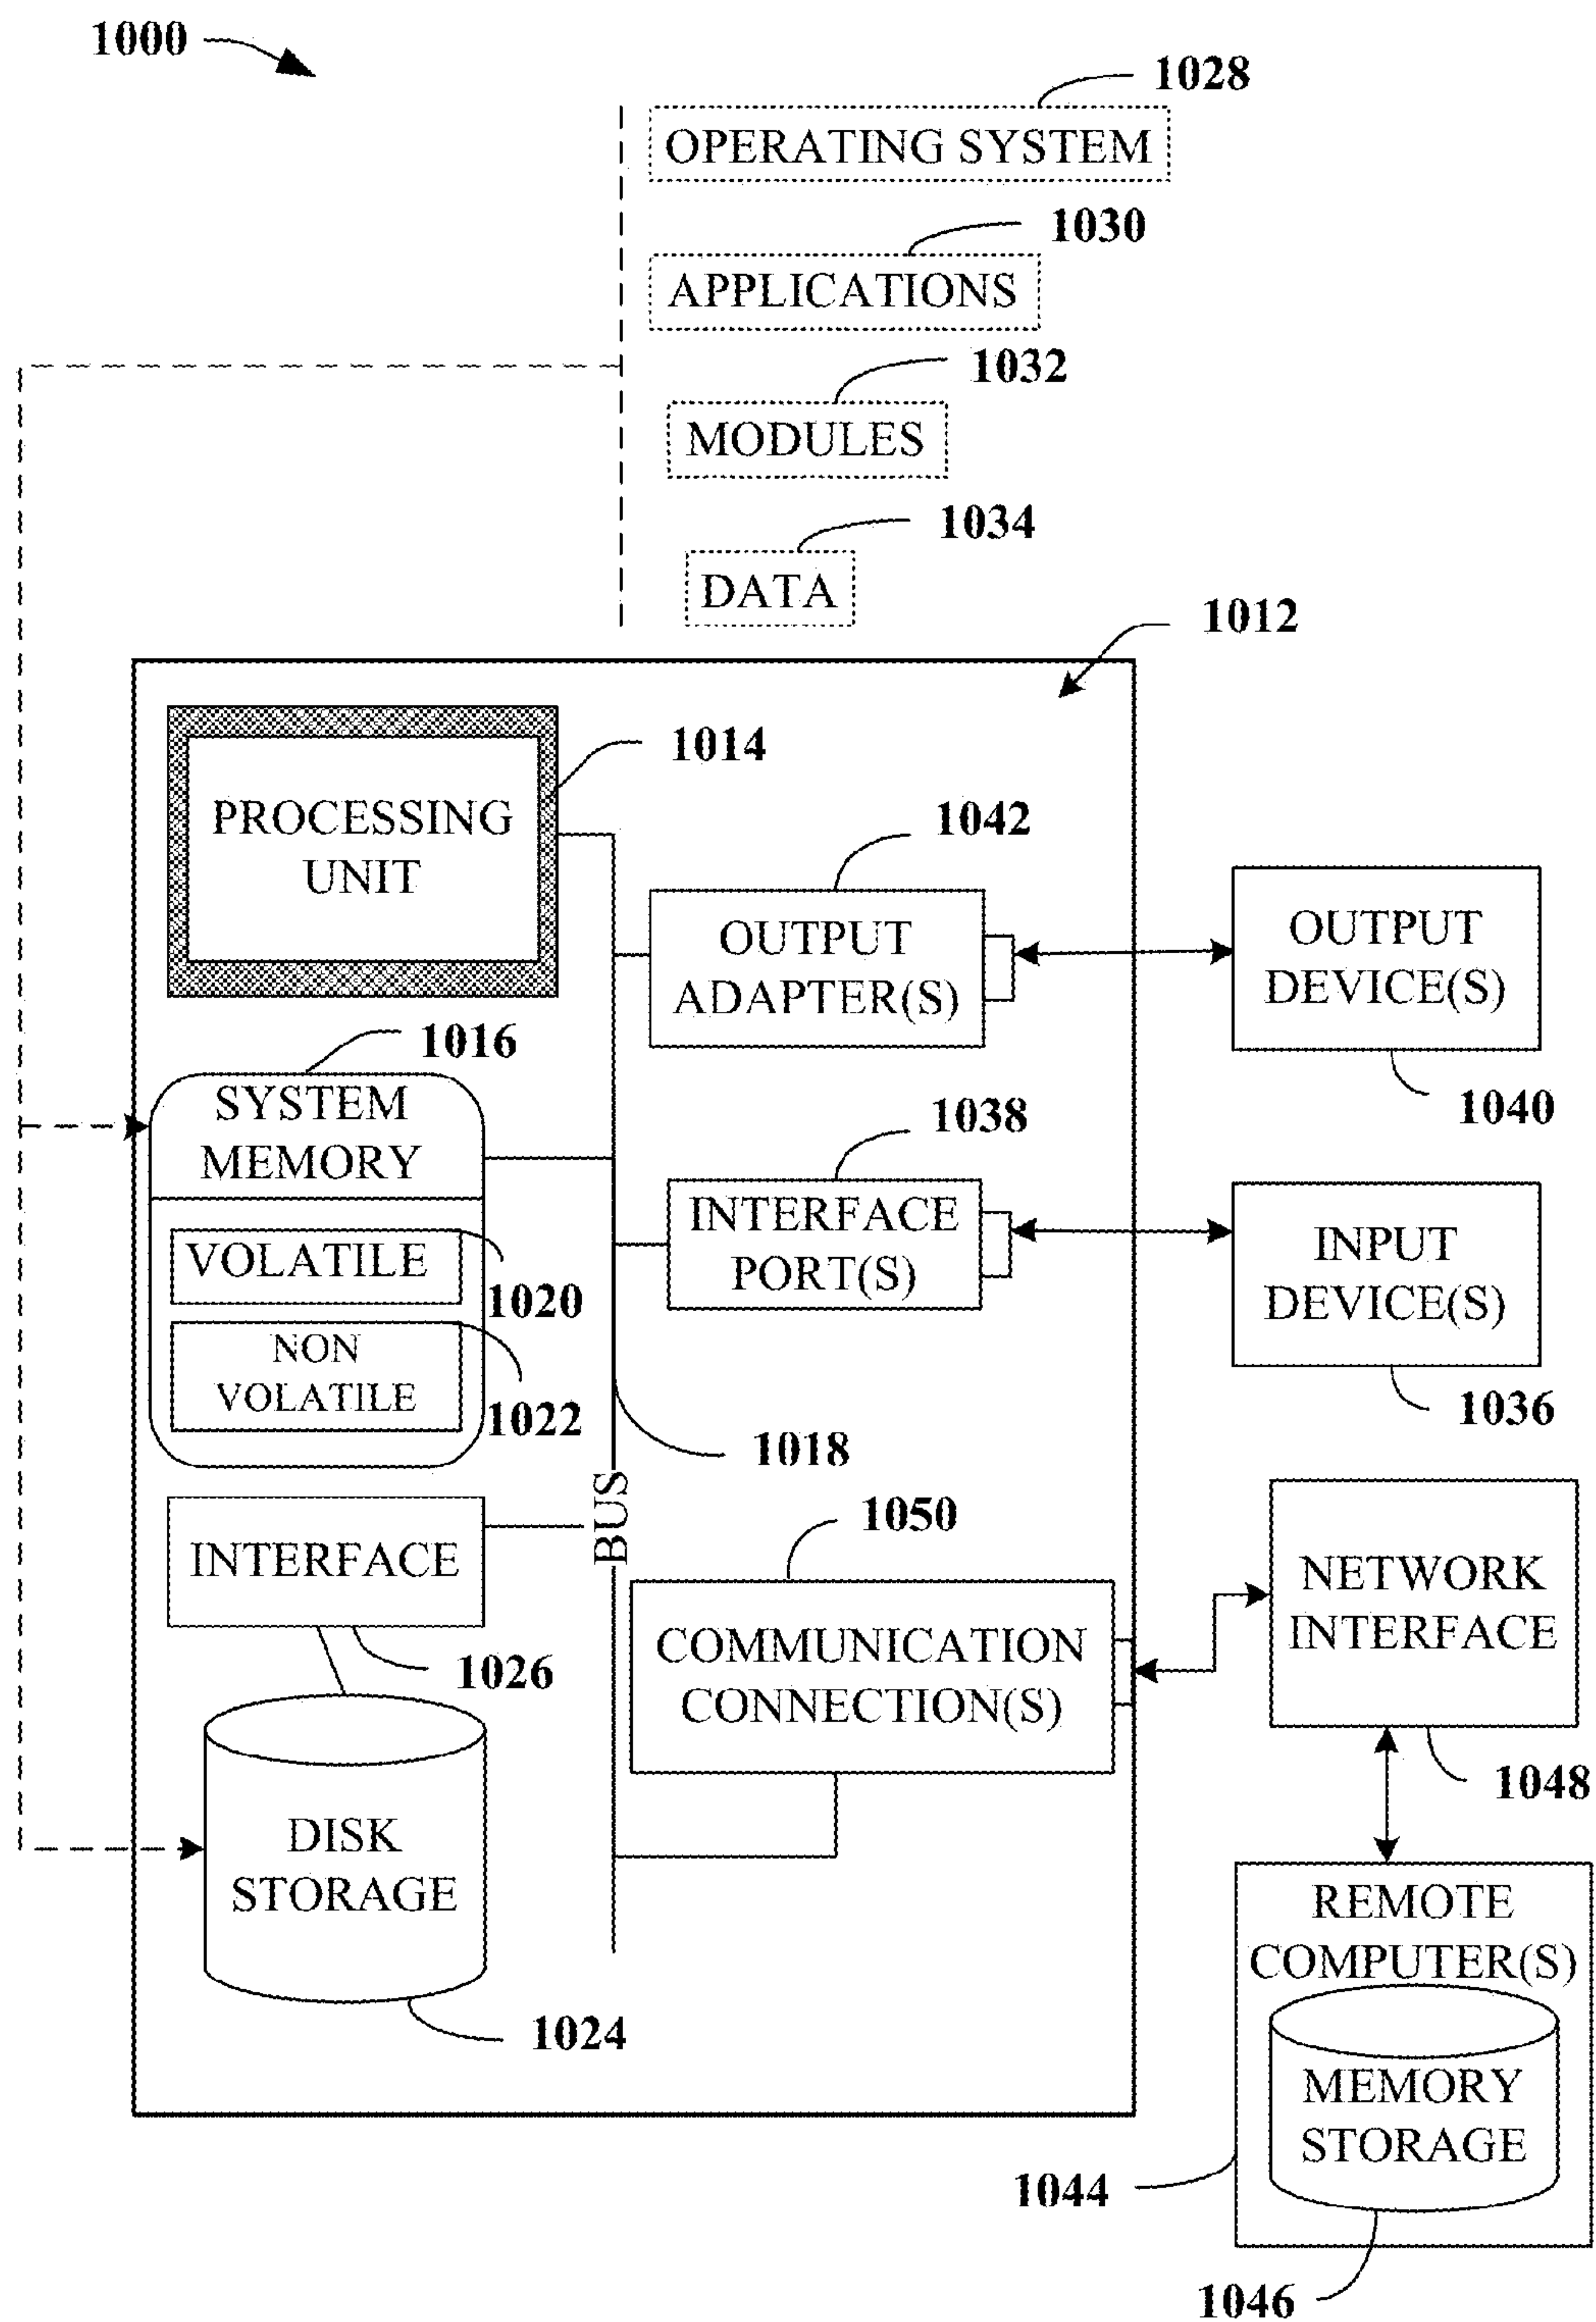 1000
1028
OPERATING SYSTEM
1030
APPLICATIONS
1032
MODULES
1034
DATA
1012
1014
PROCESSING
UNIT
1042
OUTPUT
ADAPTER(S)
OUTPUT
DEVICE(S)
1040
1016
SYSTEM
MEMORY
VOLATILE
1020
NON
VOLATILE
1022
1038
INTERFACE
PORT(S)
INPUT
DEVICE(S)
1036
1018
BUS
INTERFACE
1026
1050
COMMUNICATION
CONNECTION(S)
NETWORK
INTERFACE
1048
DISK
STORAGE
1024
REMOTE
COMPUTER(S)
MEMORY
STORAGE
1044
1046